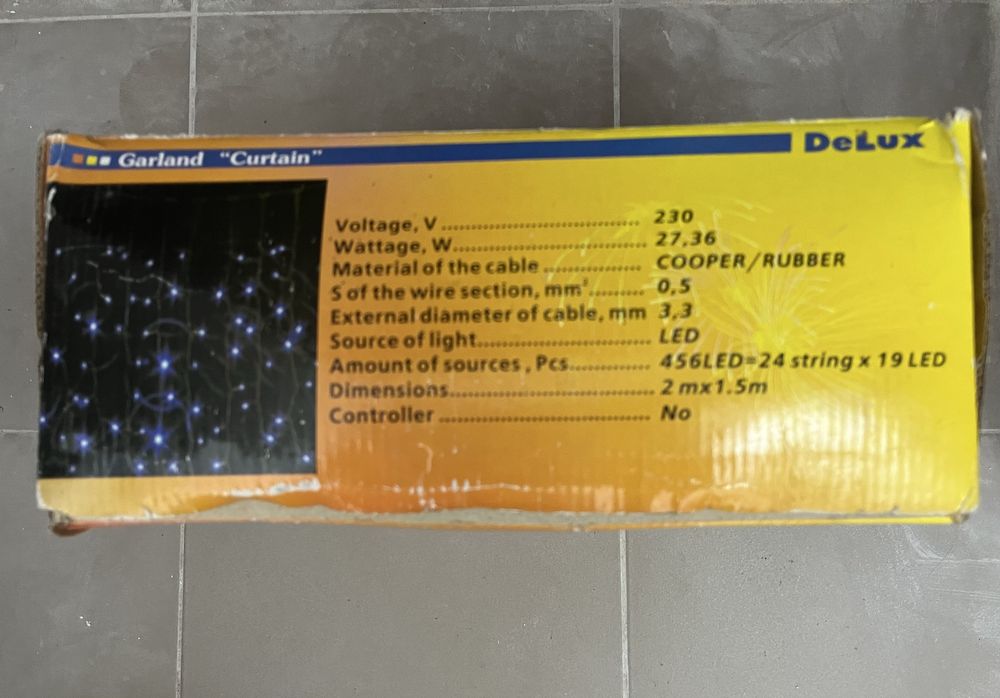 Garland "Curtain"
DeLux
Voltage, V........................................ 230
Wattage, W....................................... 27,36
Material of the cable .................... COOPER/RUBBER
S of the wire section, mm²........... 0,5
External diameter of cable, mm 3,3
Source of light.................................. LED
Amount of sources , Pcs................ 456LED=24 string x 19 LED
Dimensions......................................... 2 mx1.5m
Controller .......................................... No